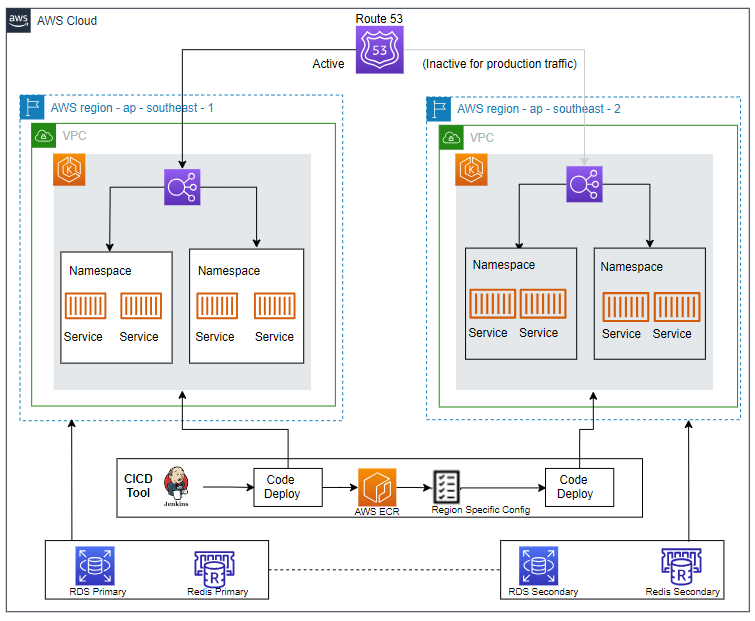 aws
AWS Cloud
Route 53
53
Active
(Inactive for production traffic)
AWS region - ap - southeast - 1
VPC
K
Namespace
Service
Service
Namespace
Service
Service
AWS region - ap - southeast - 2
VPC
K
Namespace
Service
Service
Namespace
Service
Service
CICD
Tool
Jenkins
Code
Deploy
AWS ECR
Region Specific Config
Code
Deploy
RDS Primary
R
Redis Primary
RDS Secondary
R
Redis Secondary